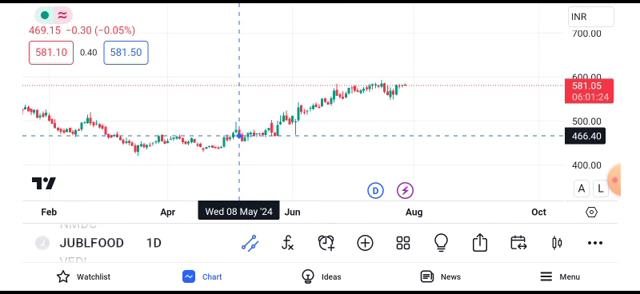 INR
469.15 −0.30 (−0.05%)
700.00
581.10 0.40 581.50
600.00
581.05
06:01:24
500.00
466.40
400.00
D
A L
Feb Apr Wed 08 May '24 Jun Aug Oct
NMDC
JUBLFOOD 1D
VEDL
Watchlist Chart Ideas News Menu